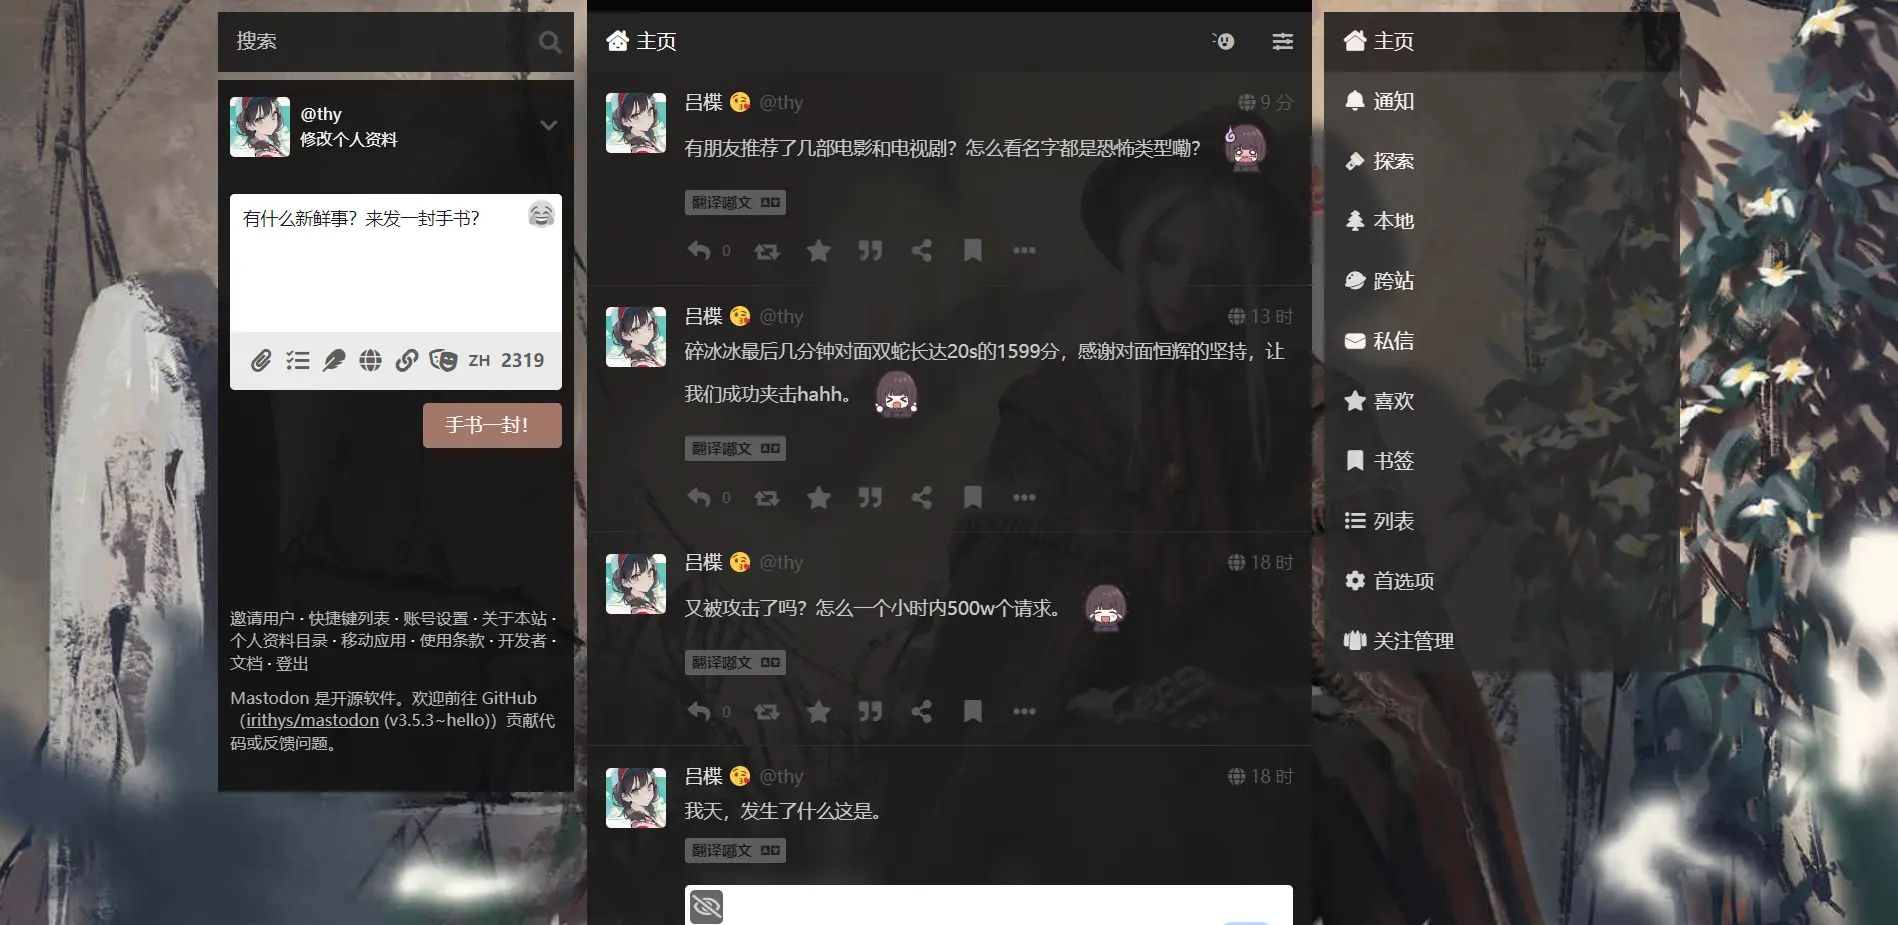 搜索
@thy
修改个人资料
有什么新鲜事？来发一封手书？
ZH 2319
手书一封！
邀请用户 · 快捷键列表 · 账号设置 · 关于本站 ·
个人资料目录 · 移动应用 · 使用条款 · 开发者 ·
文档 · 登出
Mastodon 是开源软件。欢迎前往 GitHub
（irithys/mastodon (v3.5.3~hello)）贡献代
码或反馈问题。
主页
吕楪 😘 @thy 9 分
有朋友推荐了几部电影和电视剧？怎么看名字都是恐怖类型嘞？
翻译嘟文
0
吕楪 😘 @thy 13 时
碎冰冰最后几分钟对面双蛇长达20s的1599分，感谢对面恒辉的坚持，让
我们成功夹击hahh。
翻译嘟文
0
吕楪 😘 @thy 18 时
又被攻击了吗？怎么一个小时内500w个请求。
翻译嘟文
0
吕楪 😘 @thy 18 时
我天，发生了什么这是。
翻译嘟文
主页
通知
探索
本地
跨站
私信
喜欢
书签
列表
首选项
关注管理